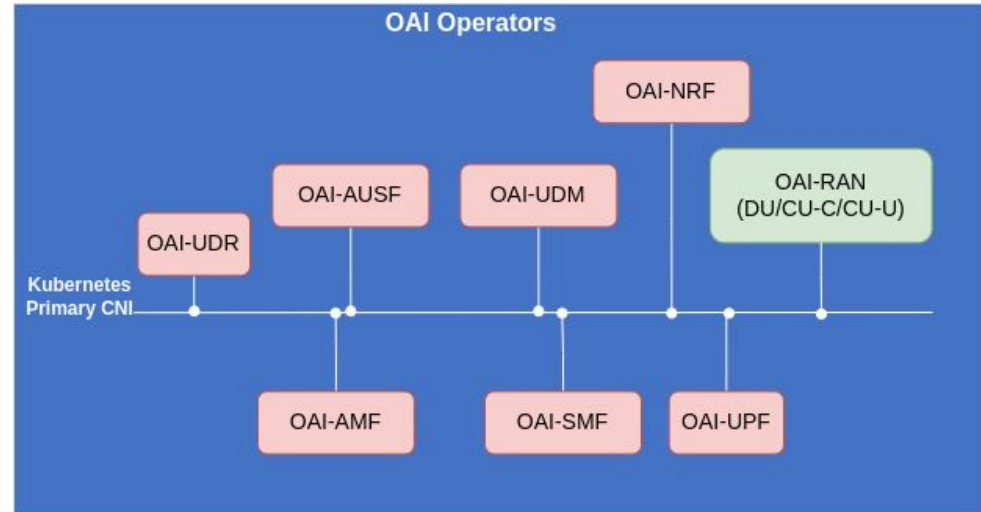 OAI Operators
OAI-NRF
OAI-RAN
(DU/CU-C/CU-U)
OAI-AUSF
OAI-UDM
OAI-UDR
Kubernetes
Primary CNI
OAI-AMF
OAI-SMF
OAI-UPF